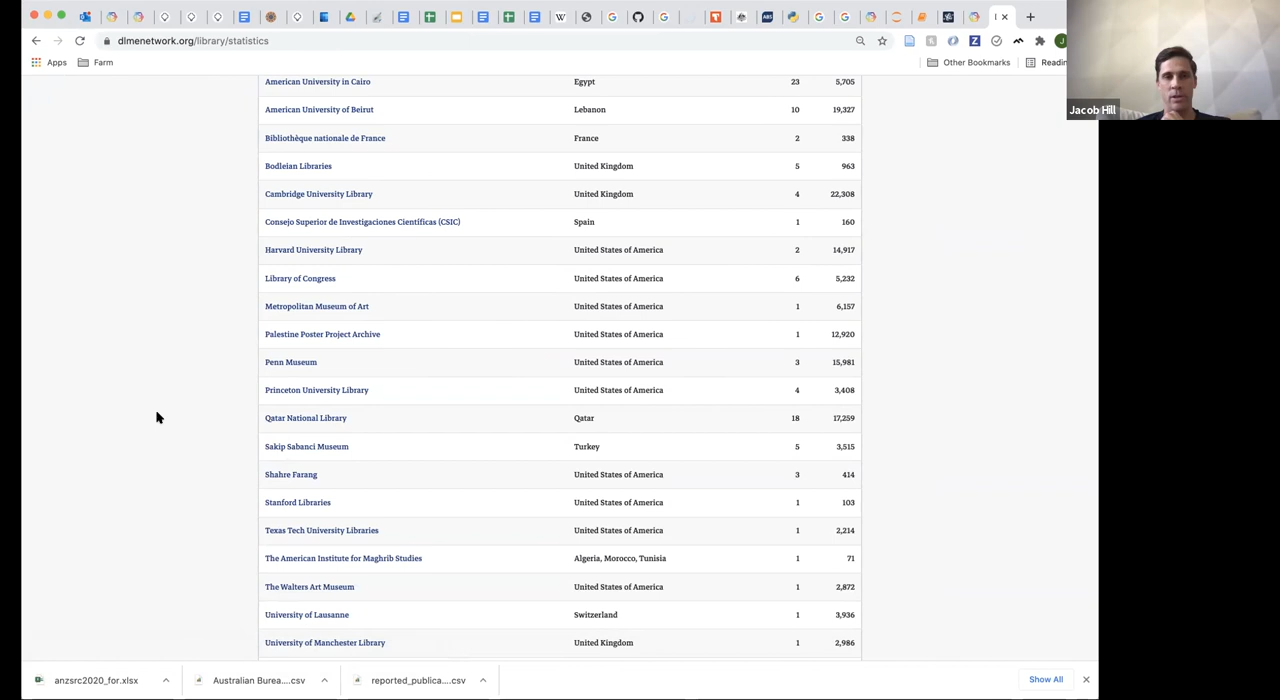 dlmenetwork.org/library/statistics
Apps Farm Other Bookmarks Readin
Jacob Hill
American University in Cairo Egypt 23 5,705
American University of Beirut Lebanon 10 19,327
Bibliothèque nationale de France France 2 338
Bodleian Libraries United Kingdom 5 963
Cambridge University Library United Kingdom 4 22,308
Consejo Superior de Investigaciones Científicas (CSIC) Spain 1 160
Harvard University Library United States of America 2 14,917
Library of Congress United States of America 6 5,232
Metropolitan Museum of Art United States of America 1 6,157
Palestine Poster Project Archive United States of America 1 12,920
Penn Museum United States of America 3 15,981
Princeton University Library United States of America 4 3,408
Qatar National Library Qatar 18 17,259
Sakip Sabanci Museum Turkey 5 3,515
Shahre Farang United States of America 3 414
Stanford Libraries United States of America 1 103
Texas Tech University Libraries United States of America 1 2,214
The American Institute for Maghrib Studies Algeria, Morocco, Tunisia 1 71
The Walters Art Museum United States of America 1 2,872
University of Lausanne Switzerland 1 3,936
University of Manchester Library United Kingdom 1 2,986
anzsrc2020_for.xlsx Australian Burea....csv reported_publica....csv Show All